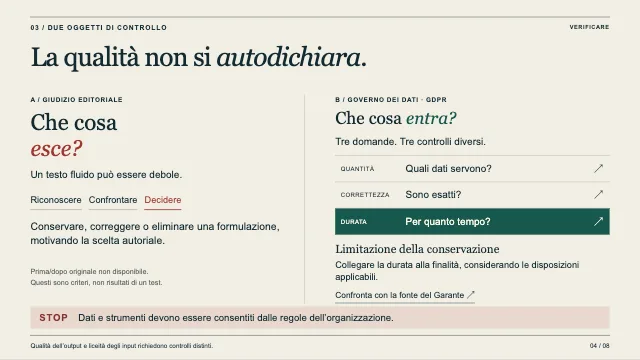 03 / DUE OGGETTI DI CONTROLLO
VERIFICARE
La qualità non si autodichiara.
A / GIUDIZIO EDITORIALE
Che cosa
esce?
Un testo fluido può essere debole.
Riconoscere Confrontare Decidere
Conservare, correggere o eliminare una formulazione,
motivando la scelta autoriale.
Prima/dopo originale non disponibile.
Questi sono criteri, non risultati di un test.
B / GOVERNO DEI DATI · GDPR
Che cosa entra?
Tre domande. Tre controlli diversi.
QUANTITÀ Quali dati servono? ↗
CORRETTEZZA Sono esatti? ↗
DURATA Per quanto tempo? ↗
Limitazione della conservazione
Collegare la durata alla finalità, considerando le disposizioni
applicabili.
Confronta con la fonte del Garante ↗
STOP Dati e strumenti devono essere consentiti dalle regole dell’organizzazione.
Qualità dell’output e liceità degli input richiedono controlli distinti.
04 / 08